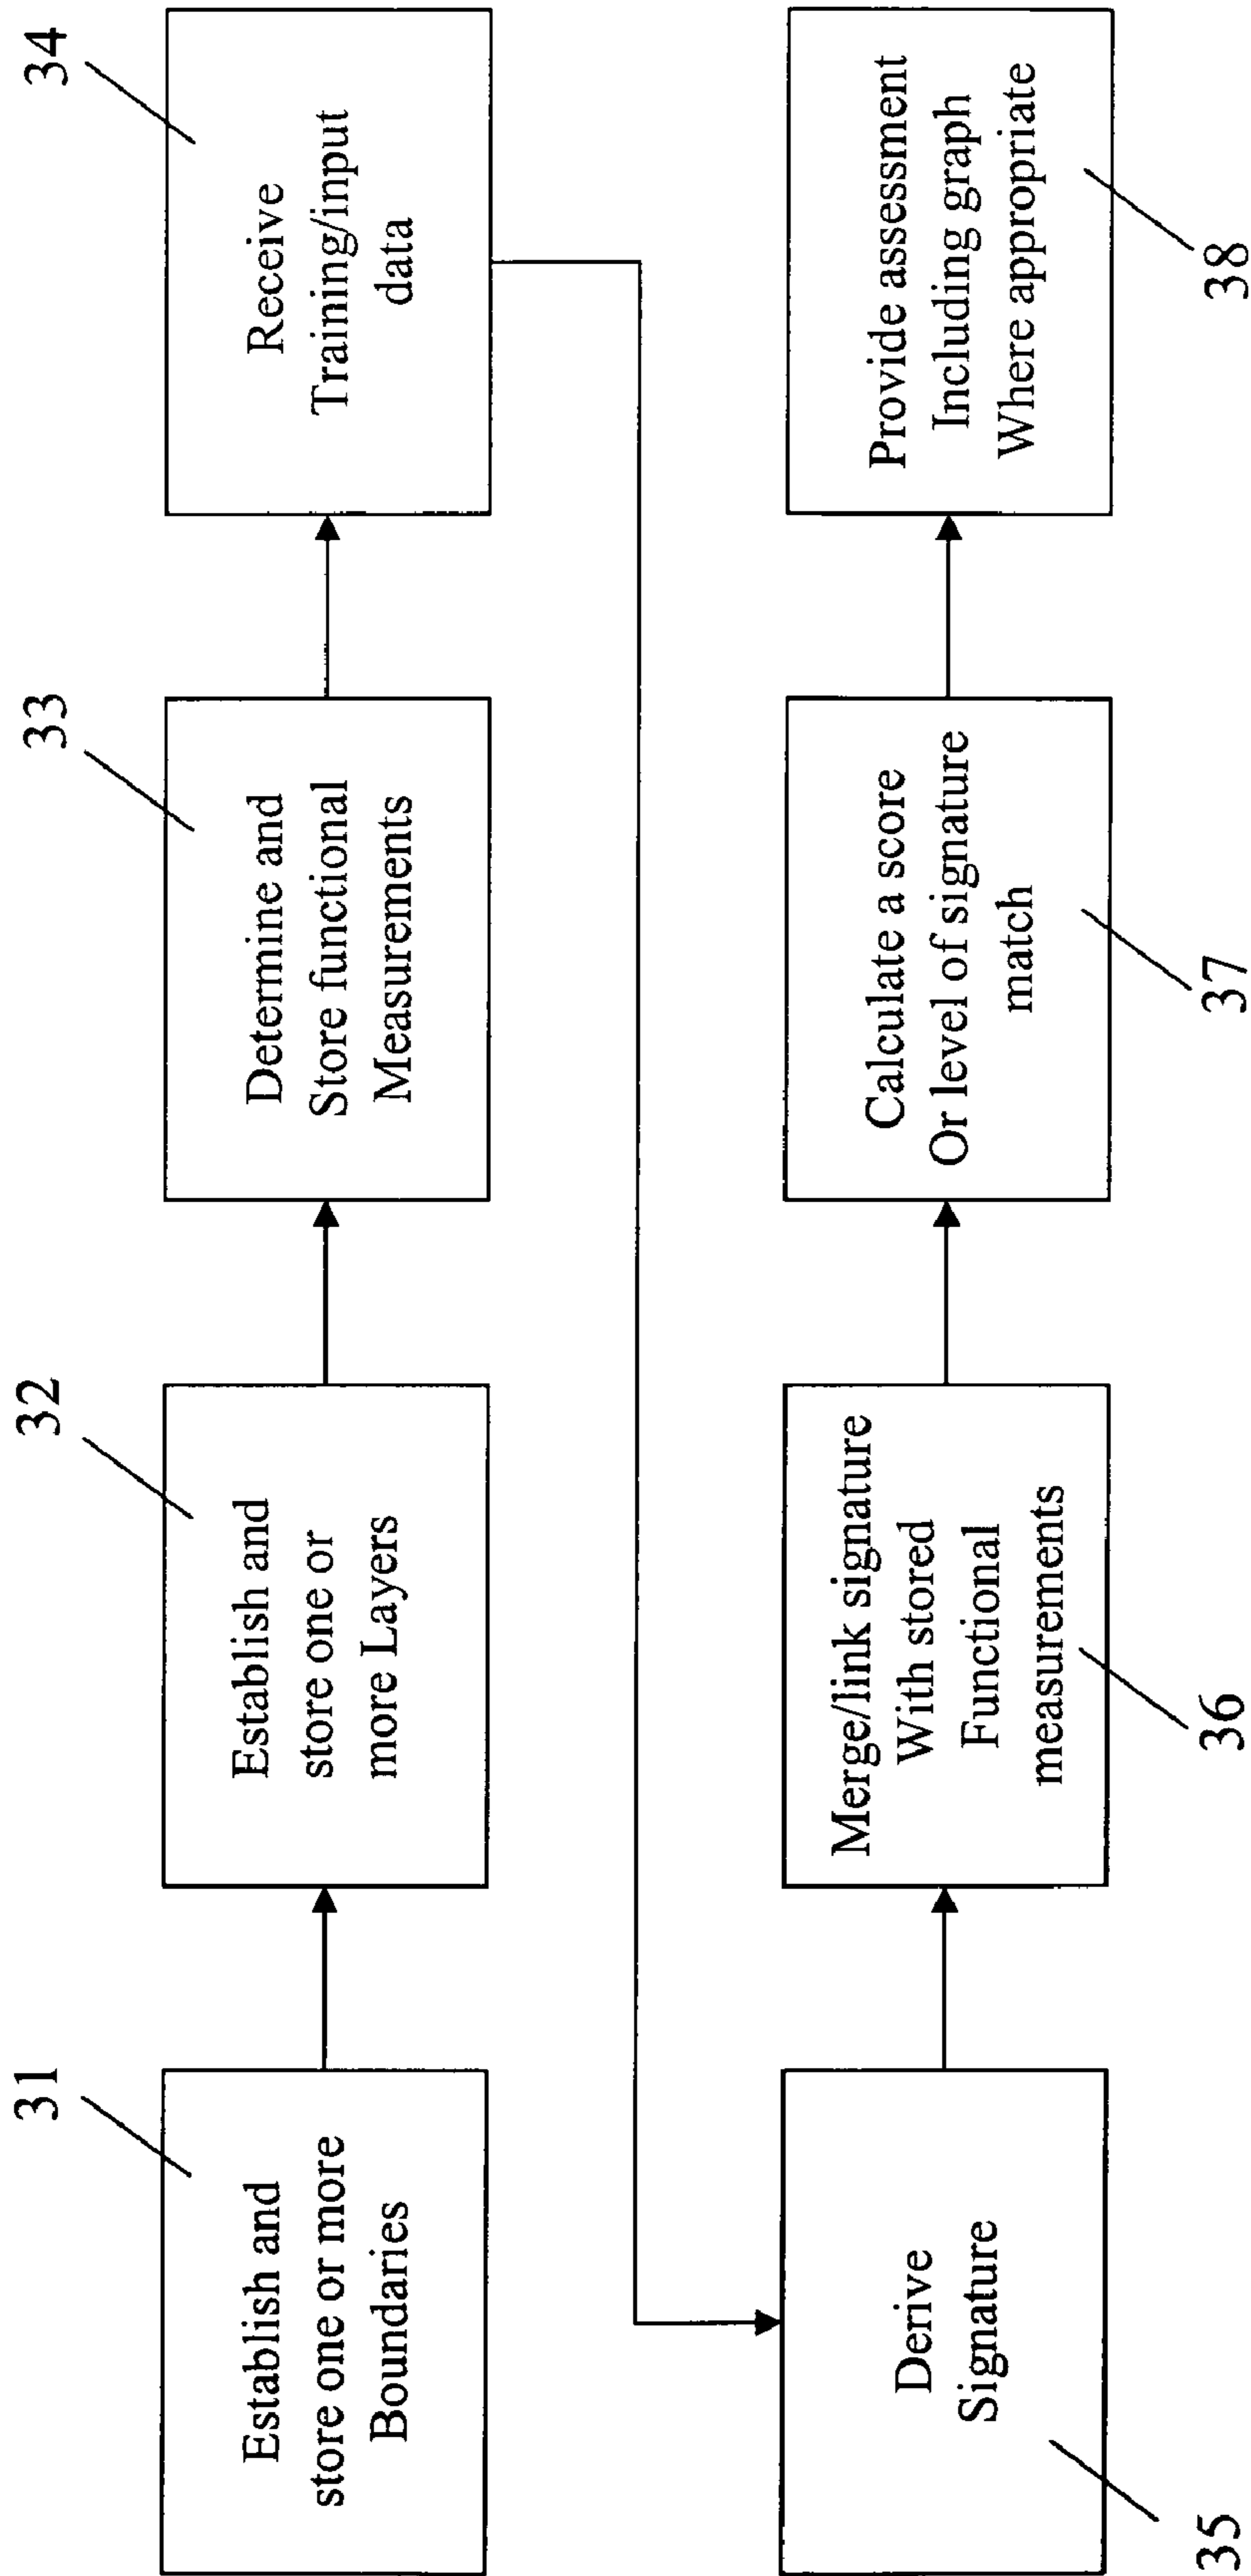 31
Establish and
store one or more
Boundaries
32
Establish and
store one or
more Layers
33
Determine and
Store functional
Measurements
34
Receive
Training/input
data
Derive
Signature
35
Merge/link signature
With stored
Functional
measurements
36
Calculate a score
Or level of signature
match
37
Provide assessment
Including graph
Where appropriate
38